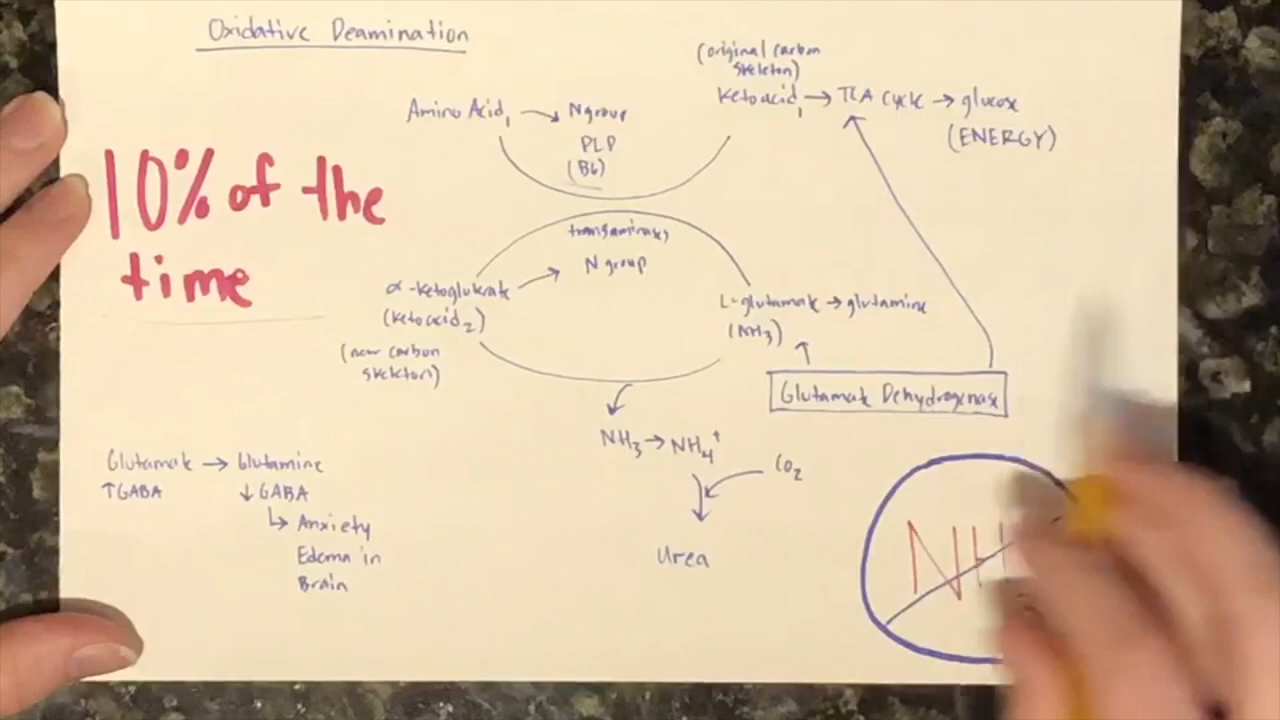 Oxidative Deamination
(original carbon
skeleton)
Amino Acid1 → N group
Ketoacid1 → TCA cycle → glucose
(ENERGY)
PLP
(B6)
10% of the
time
transaminases
N group
α-ketoglutarate
(ketoacid2)
(new carbon
skeleton)
L-glutamate → glutamine
(NH3)
Glutamate Dehydrogenase
NH3 → NH4+
CO2
Urea
Glutamate → Glutamine
↑GABA ↓GABA
↳ Anxiety
Edema in
Brain